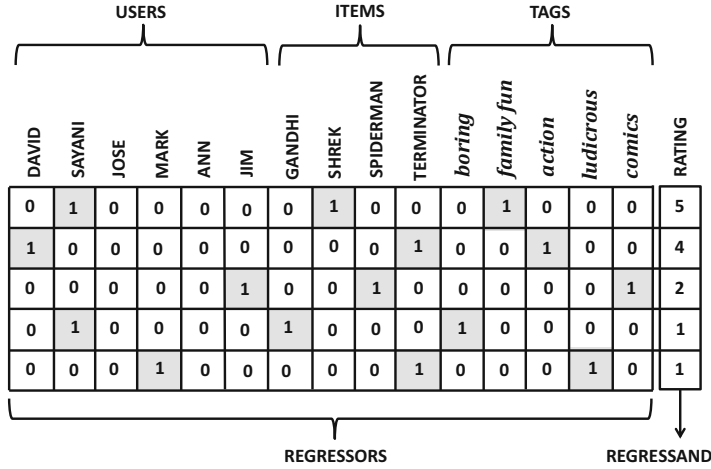 USERS ITEMS TAGS
DAVID SAYANI JOSE MARK ANN JIM GANDHI SHREK SPIDERMAN TERMINATOR boring family fun action ludicrous comics RATING
0 1 0 0 0 0 0 1 0 0 0 1 0 0 0 5
1 0 0 0 0 0 0 0 0 1 0 0 1 0 0 4
0 0 0 0 0 1 0 0 1 0 0 0 0 0 1 2
0 1 0 0 0 0 1 0 0 0 1 0 0 0 0 1
0 0 0 1 0 0 0 0 0 1 0 0 0 1 0 1
REGRESSORS REGRESSAND